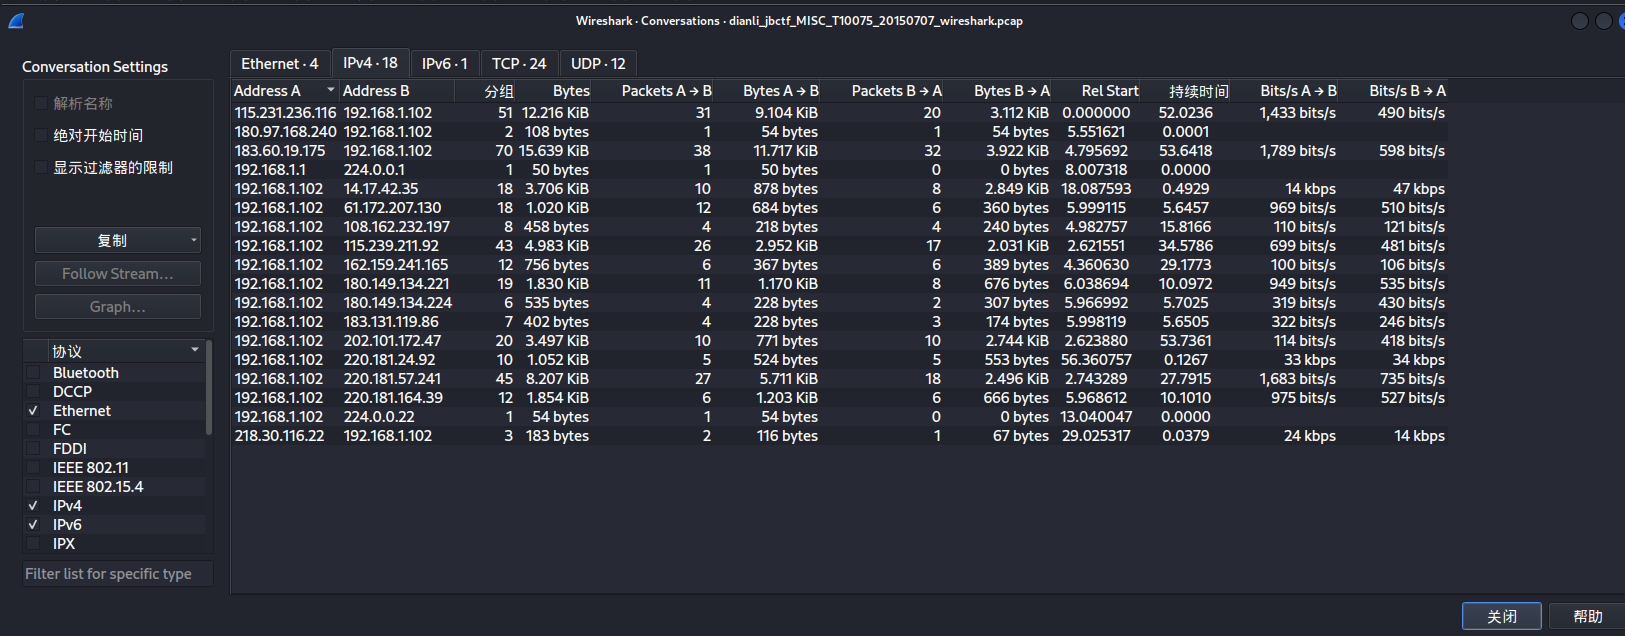 Wireshark · Conversations · dianli_jbctf_MISC_T10075_20150707_wireshark.pcap
Conversation Settings
解析名称
绝对开始时间
显示过滤器的限制
复制
Follow Stream…
Graph…
协议
Bluetooth
DCCP
Ethernet
FC
FDDI
IEEE 802.11
IEEE 802.15.4
IPv4
IPv6
IPX
Filter list for specific type
Ethernet · 4 IPv4 · 18 IPv6 · 1 TCP · 24 UDP · 12
Address A Address B 分组 Bytes Packets A → B Bytes A → B Packets B → A Bytes B → A Rel Start 持续时间 Bits/s A → B Bits/s B → A
115.231.236.116 192.168.1.102 51 12.216 KiB 31 9.104 KiB 20 3.112 KiB 0.000000 52.0236 1,433 bits/s 490 bits/s
180.97.168.240 192.168.1.102 2 108 bytes 1 54 bytes 1 54 bytes 5.551621 0.0001
183.60.19.175 192.168.1.102 70 15.639 KiB 38 11.717 KiB 32 3.922 KiB 4.795692 53.6418 1,789 bits/s 598 bits/s
192.168.1.1 224.0.0.1 1 50 bytes 1 50 bytes 0 0 bytes 8.007318 0.0000
192.168.1.102 14.17.42.35 18 3.706 KiB 10 878 bytes 8 2.849 KiB 18.087593 0.4929 14 kbps 47 kbps
192.168.1.102 61.172.207.130 18 1.020 KiB 12 684 bytes 6 360 bytes 5.999115 5.6457 969 bits/s 510 bits/s
192.168.1.102 108.162.232.197 8 458 bytes 4 218 bytes 4 240 bytes 4.982757 15.8166 110 bits/s 121 bits/s
192.168.1.102 115.239.211.92 43 4.983 KiB 26 2.952 KiB 17 2.031 KiB 2.621551 34.5786 699 bits/s 481 bits/s
192.168.1.102 162.159.241.165 12 756 bytes 6 367 bytes 6 389 bytes 4.360630 29.1773 100 bits/s 106 bits/s
192.168.1.102 180.149.134.221 19 1.830 KiB 11 1.170 KiB 8 676 bytes 6.038694 10.0972 949 bits/s 535 bits/s
192.168.1.102 180.149.134.224 6 535 bytes 4 228 bytes 2 307 bytes 5.966992 5.7025 319 bits/s 430 bits/s
192.168.1.102 183.131.119.86 7 402 bytes 4 228 bytes 3 174 bytes 5.998119 5.6505 322 bits/s 246 bits/s
192.168.1.102 202.101.172.47 20 3.497 KiB 10 771 bytes 10 2.744 KiB 2.623880 53.7361 114 bits/s 418 bits/s
192.168.1.102 220.181.24.92 10 1.052 KiB 5 524 bytes 5 553 bytes 56.360757 0.1267 33 kbps 34 kbps
192.168.1.102 220.181.57.241 45 8.207 KiB 27 5.711 KiB 18 2.496 KiB 2.743289 27.7915 1,683 bits/s 735 bits/s
192.168.1.102 220.181.164.39 12 1.854 KiB 6 1.203 KiB 6 666 bytes 5.968612 10.1010 975 bits/s 527 bits/s
192.168.1.102 224.0.0.22 1 54 bytes 1 54 bytes 0 0 bytes 13.040047 0.0000
218.30.116.22 192.168.1.102 3 183 bytes 2 116 bytes 1 67 bytes 29.025317 0.0379 24 kbps 14 kbps
关闭 帮助